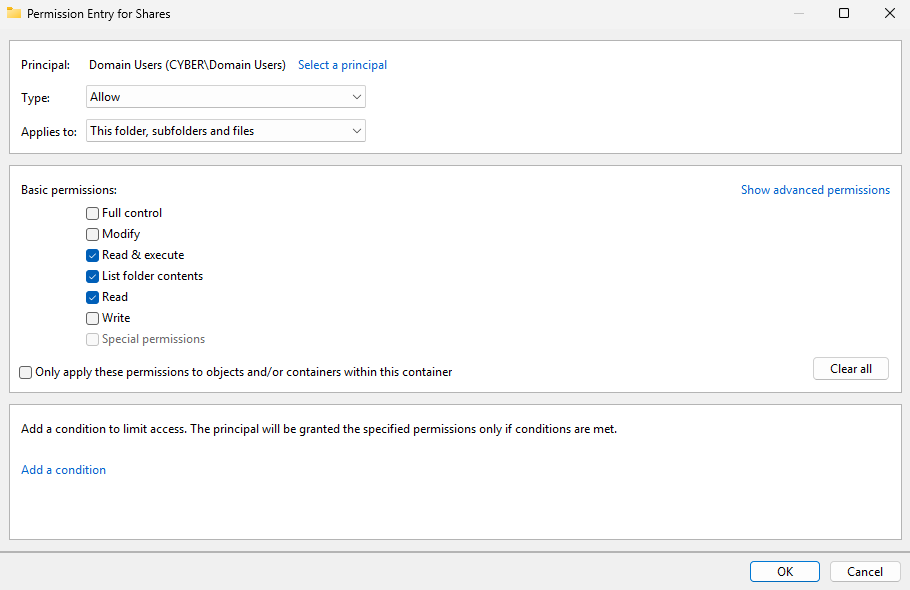 Permission Entry for Shares
Principal: Domain Users (CYBER\Domain Users) Select a principal
Type: Allow
Applies to: This folder, subfolders and files
Basic permissions: Show advanced permissions
Full control
Modify
Read & execute
List folder contents
Read
Write
Special permissions
Only apply these permissions to objects and/or containers within this container Clear all
Add a condition to limit access. The principal will be granted the specified permissions only if conditions are met.
Add a condition
OK Cancel